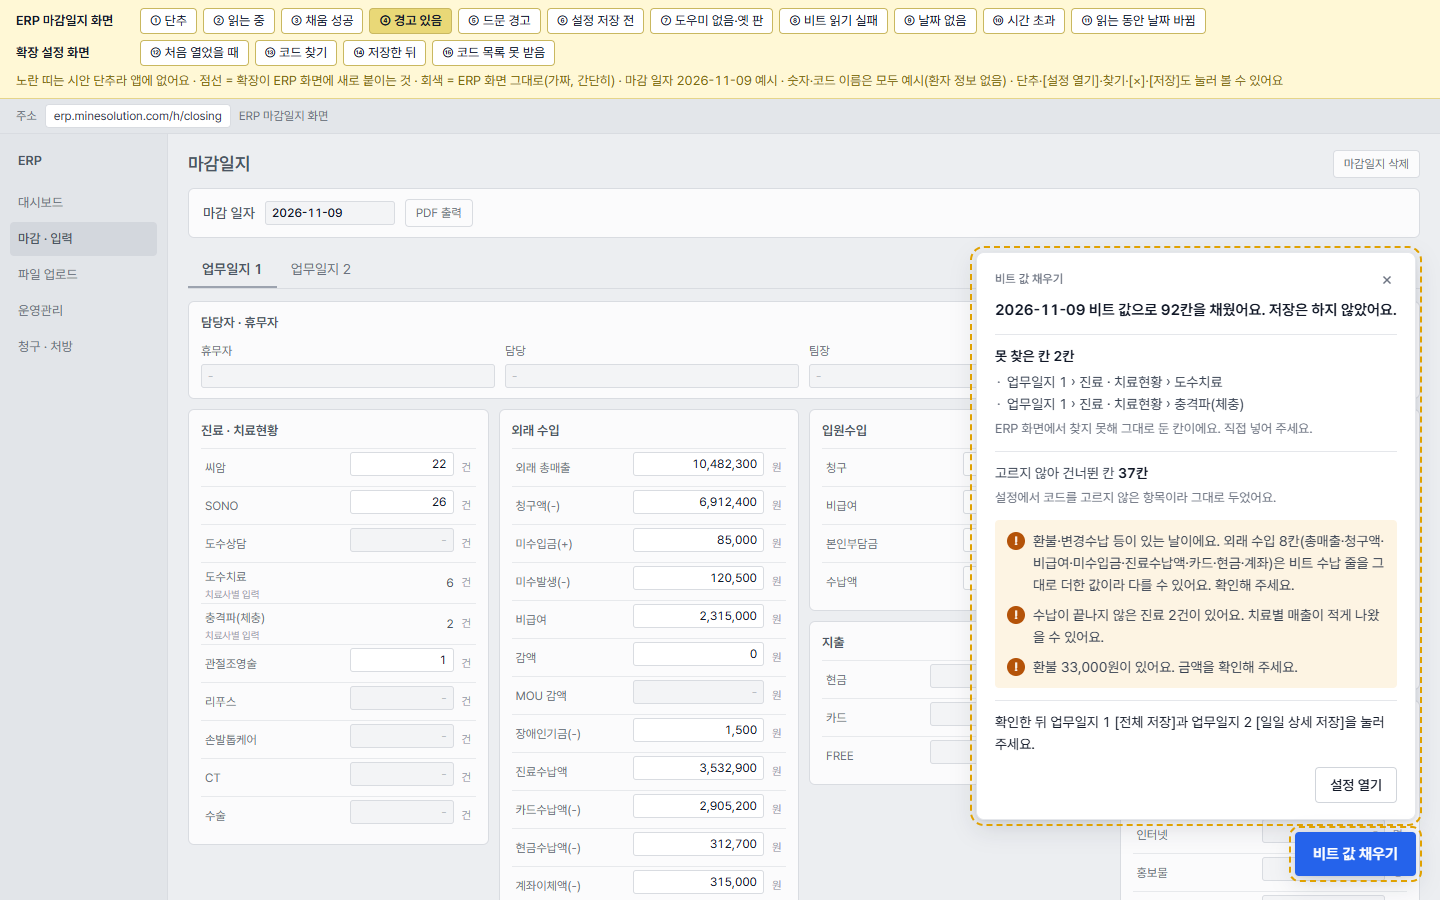 ERP 마감일지 화면
① 단추
② 읽는 중
③ 채움 성공
④ 경고 있음
⑤ 드문 경고
⑥ 설정 저장 전
⑦ 도우미 없음·옛 판
⑧ 비트 읽기 실패
⑨ 날짜 없음
⑩ 시간 초과
⑪ 읽는 동안 날짜 바뀜
확장 설정 화면
⑫ 처음 열었을 때
⑬ 코드 찾기
⑭ 저장한 뒤
⑮ 코드 목록 못 받음
노란 띠는 시안 단추라 앱에 없어요 · 점선 = 확장이 ERP 화면에 새로 붙이는 것 · 회색 = ERP 화면 그대로(가짜, 간단히) · 마감 일자 2026-11-09 예시 · 숫자·코드 이름은 모두 예시(환자 정보 없음) · 단추·[설정 열기]·찾기·[×]·[저장]도 눌러 볼 수 있어요
주소
erp.minesolution.com/h/closing
ERP 마감일지 화면
ERP
대시보드
마감 · 입력
파일 업로드
운영관리
청구 · 처방
마감일지
마감일지 삭제
마감 일자
2026-11-09
PDF 출력
업무일지 1
업무일지 2
담당자 · 휴무자
휴무자
담당
팀장
–
–
–
진료 · 치료현황
씨암 22 건
SONO 26 건
도수상담 – 건
도수치료 6 건
치료사별 입력
충격파(체충) 2 건
치료사별 입력
관절조영술 1 건
리푸스 – 건
손발톱케어 – 건
CT – 건
수술 – 건
외래 수입
외래 총매출 10,482,300 원
청구액(-) 6,912,400 원
미수입금(+) 85,000 원
미수발생(-) 120,500 원
비급여 2,315,000 원
감액 0 원
MOU 감액 – 원
장애인기금(-) 1,500 원
진료수납액 3,532,900 원
카드수납액(-) 2,905,200 원
현금수납액(-) 312,700 원
계좌이체액(-) 315,000 원
입원수입
청구
비급여
본인부담금
수납액
지출
현금
카드
FREE
인터넷
홍보물
비트 값 채우기
×
2026-11-09 비트 값으로 92칸을 채웠어요. 저장은 하지 않았어요.
못 찾은 칸 2칸
· 업무일지 1 › 진료 · 치료현황 › 도수치료
· 업무일지 1 › 진료 · 치료현황 › 충격파(체충)
ERP 화면에서 찾지 못해 그대로 둔 칸이에요. 직접 넣어 주세요.
고르지 않아 건너뛴 칸 37칸
설정에서 코드를 고르지 않은 항목이라 그대로 두었어요.
! 환불·변경수납 등이 있는 날이에요. 외래 수입 8칸(총매출·청구액·
비급여·미수입금·진료수납액·카드·현금·계좌)은 비트 수납 줄을 그
대로 더한 값이라 다를 수 있어요. 확인해 주세요.
! 수납이 끝나지 않은 진료 2건이 있어요. 치료별 매출이 적게 나왔
을 수 있어요.
! 환불 33,000원이 있어요. 금액을 확인해 주세요.
확인한 뒤 업무일지 1 [전체 저장]과 업무일지 2 [일일 상세 저장]을 눌러
주세요.
설정 열기
비트 값 채우기